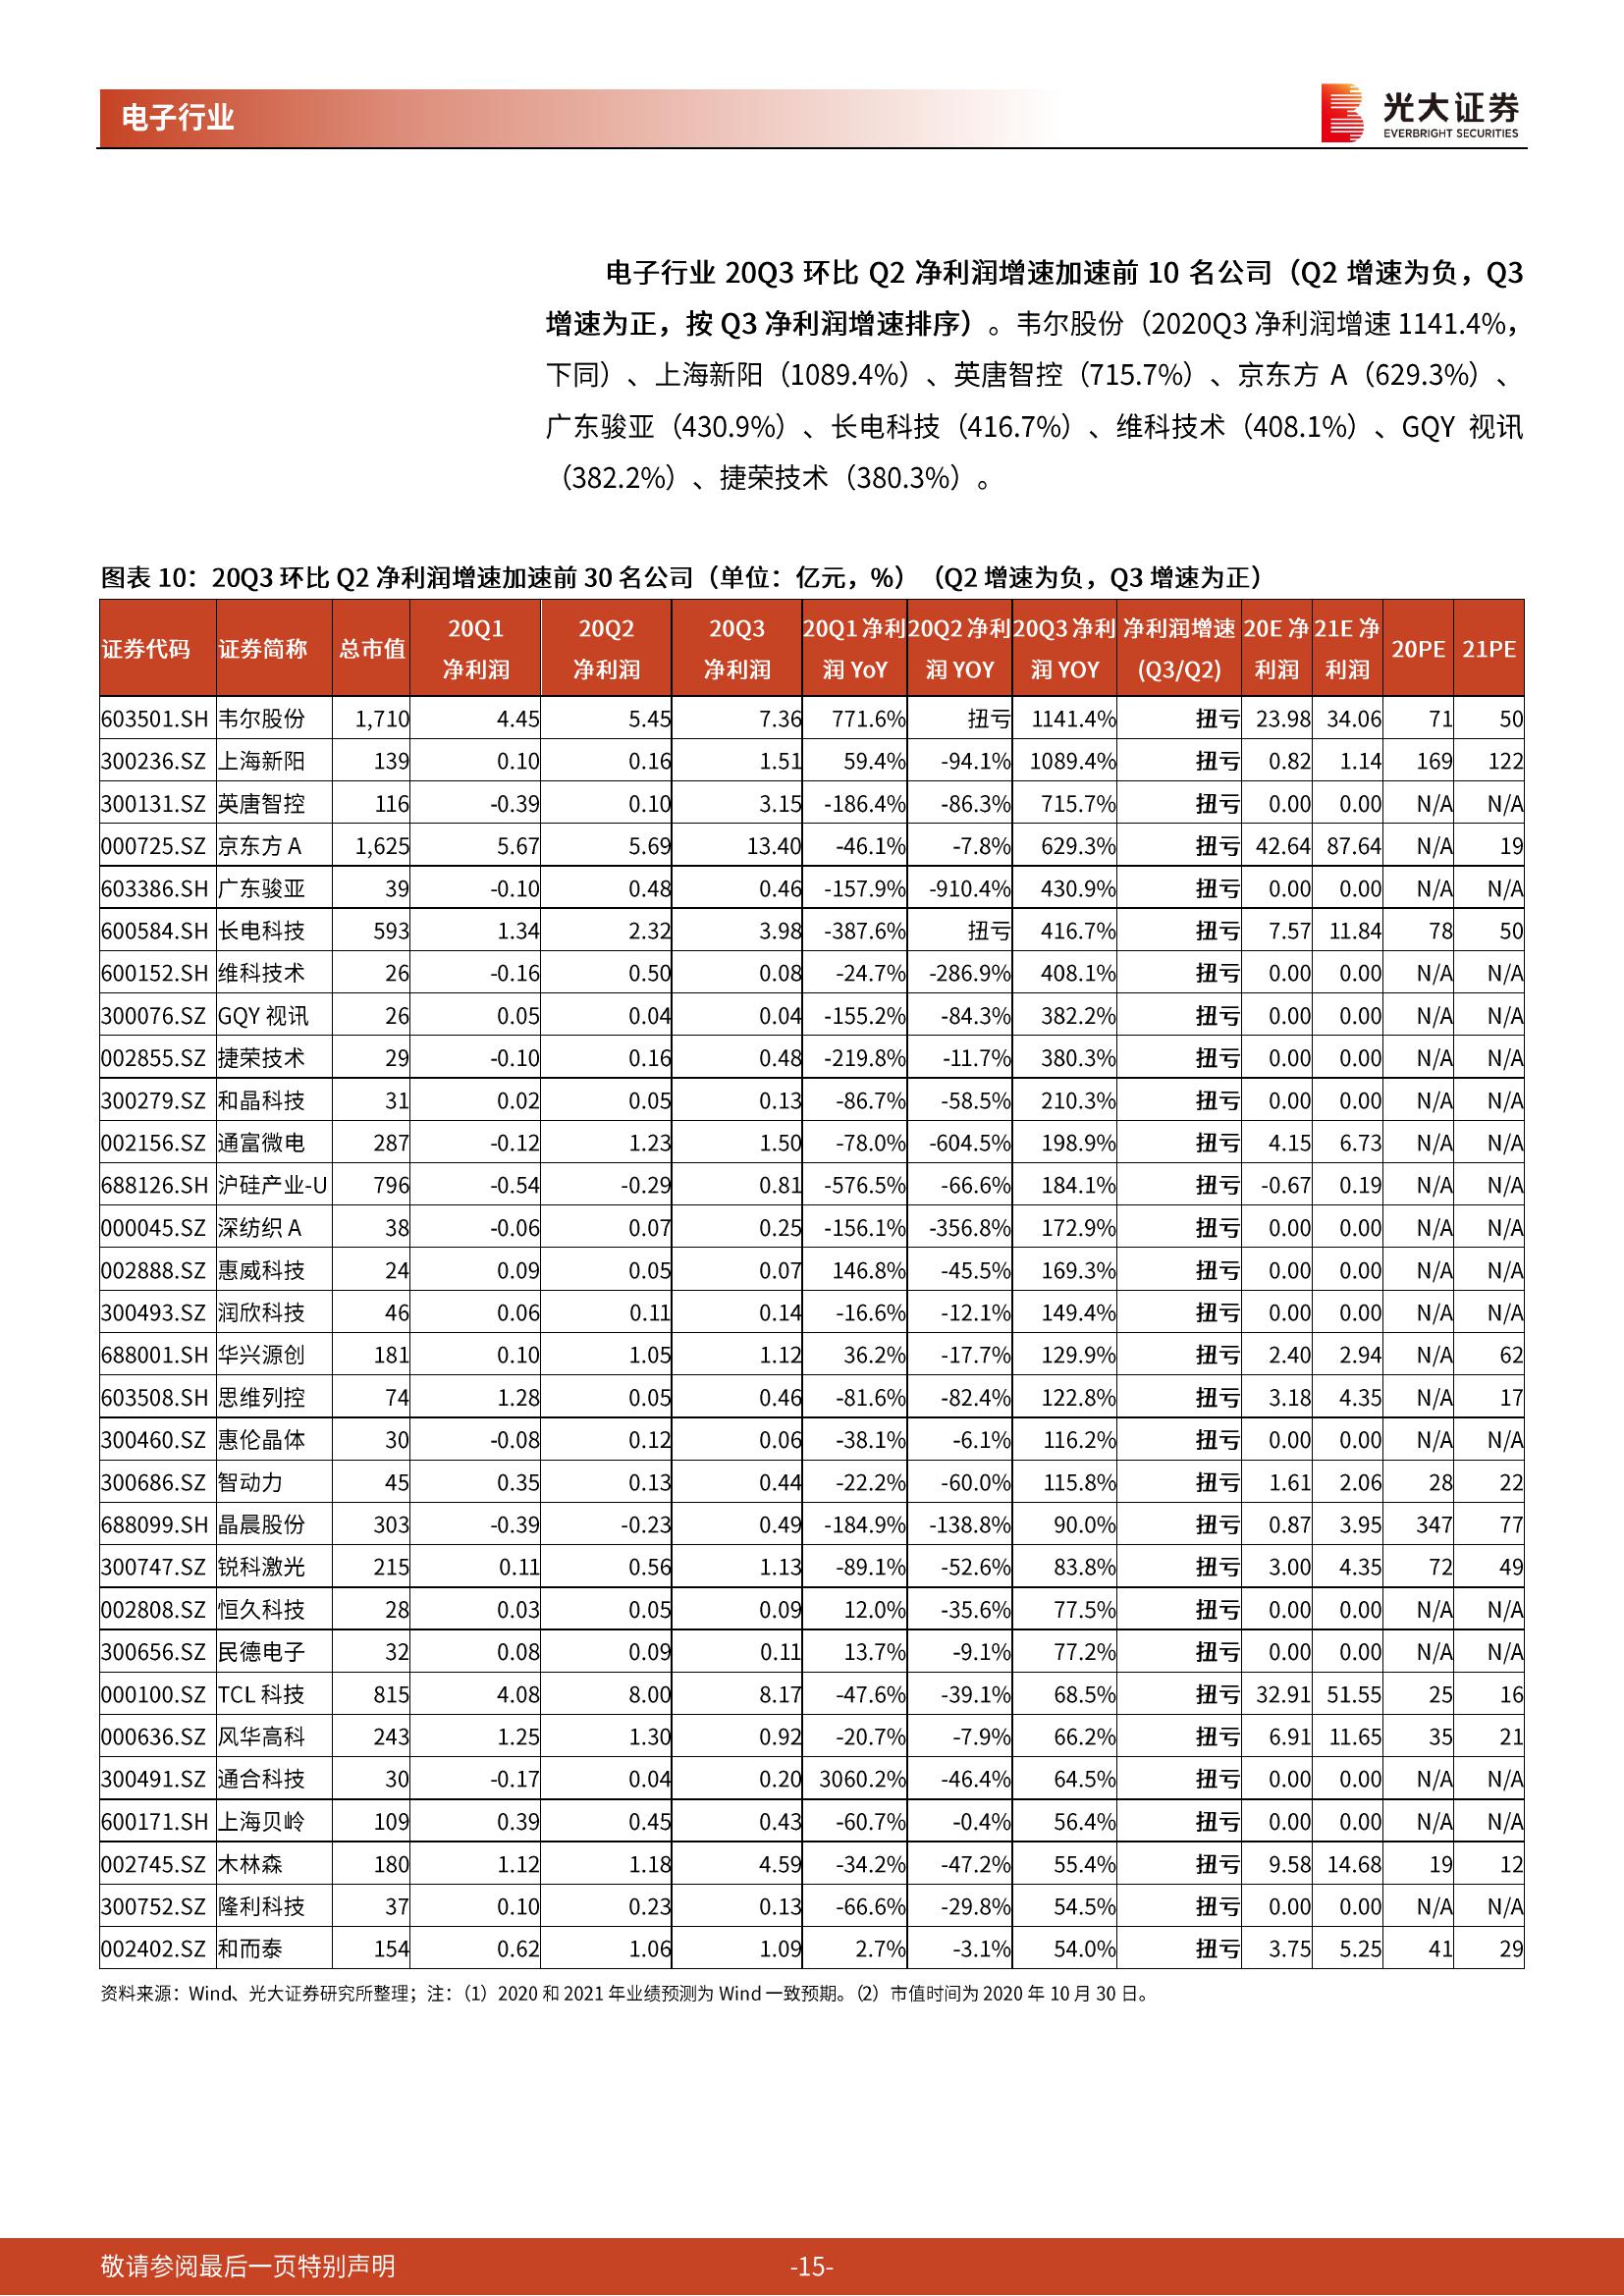 电子行业
光大证券
EVERBRIGHT SECURITIES
电子行业 20Q3 环比 Q2 净利润增速加速前 10 名公司（Q2 增速为负，Q3
增速为正，按 Q3 净利润增速排序）。韦尔股份（2020Q3 净利润增速 1141.4%，
下同）、上海新阳（1089.4%）、英唐智控（715.7%）、京东方 A（629.3%）、
广东骏亚（430.9%）、长电科技（416.7%）、维科技术（408.1%）、GQY 视讯
（382.2%）、捷荣技术（380.3%）。
图表 10：20Q3 环比 Q2 净利润增速加速前 30 名公司（单位：亿元，%）（Q2 增速为负，Q3 增速为正）
证券代码 证券简称 总市值 20Q1 净利润 20Q2 净利润 20Q3 净利润 20Q1 净利润 YoY 20Q2 净利润 YOY 20Q3 净利润 YOY 净利润增速 (Q3/Q2) 20E 净利润 21E 净利润 20PE 21PE
603501.SH 韦尔股份 1,710 4.45 5.45 7.36 771.6% 扭亏 1141.4% 扭亏 23.98 34.06 71 50
300236.SZ 上海新阳 139 0.10 0.16 1.51 59.4% -94.1% 1089.4% 扭亏 0.82 1.14 169 122
300131.SZ 英唐智控 116 -0.39 0.10 3.15 -186.4% -86.3% 715.7% 扭亏 0.00 0.00 N/A N/A
000725.SZ 京东方 A 1,625 5.67 5.69 13.40 -46.1% -7.8% 629.3% 扭亏 42.64 87.64 N/A 19
603386.SH 广东骏亚 39 -0.10 0.48 0.46 -157.9% -910.4% 430.9% 扭亏 0.00 0.00 N/A N/A
600584.SH 长电科技 593 1.34 2.32 3.98 -387.6% 扭亏 416.7% 扭亏 7.57 11.84 78 50
600152.SH 维科技术 26 -0.16 0.50 0.08 -24.7% -286.9% 408.1% 扭亏 0.00 0.00 N/A N/A
300076.SZ GQY 视讯 26 0.05 0.04 0.04 -155.2% -84.3% 382.2% 扭亏 0.00 0.00 N/A N/A
002855.SZ 捷荣技术 29 -0.10 0.16 0.48 -219.8% -11.7% 380.3% 扭亏 0.00 0.00 N/A N/A
300279.SZ 和晶科技 31 0.02 0.05 0.13 -86.7% -58.5% 210.3% 扭亏 0.00 0.00 N/A N/A
002156.SZ 通富微电 287 -0.12 1.23 1.50 -78.0% -604.5% 198.9% 扭亏 4.15 6.73 N/A N/A
688126.SH 沪硅产业-U 796 -0.54 -0.29 0.81 -576.5% -66.6% 184.1% 扭亏 -0.67 0.19 N/A N/A
000045.SZ 深纺织 A 38 -0.06 0.07 0.25 -156.1% -356.8% 172.9% 扭亏 0.00 0.00 N/A N/A
002888.SZ 惠威科技 24 0.09 0.05 0.07 146.8% -45.5% 169.3% 扭亏 0.00 0.00 N/A N/A
300493.SZ 润欣科技 46 0.06 0.11 0.14 -16.6% -12.1% 149.4% 扭亏 0.00 0.00 N/A N/A
688001.SH 华兴源创 181 0.10 1.05 1.12 36.2% -17.7% 129.9% 扭亏 2.40 2.94 N/A 62
603508.SH 思维列控 74 1.28 0.05 0.46 -81.6% -82.4% 122.8% 扭亏 3.18 4.35 N/A 17
300460.SZ 惠伦晶体 30 -0.08 0.12 0.06 -38.1% -6.1% 116.2% 扭亏 0.00 0.00 N/A N/A
300686.SZ 智动力 45 0.35 0.13 0.44 -22.2% -60.0% 115.8% 扭亏 1.61 2.06 28 22
688099.SH 晶晨股份 303 -0.39 -0.23 0.49 -184.9% -138.8% 90.0% 扭亏 0.87 3.95 347 77
300747.SZ 锐科激光 215 0.11 0.56 1.13 -89.1% -52.6% 83.8% 扭亏 3.00 4.35 72 49
002808.SZ 恒久科技 28 0.03 0.05 0.09 12.0% -35.6% 77.5% 扭亏 0.00 0.00 N/A N/A
300656.SZ 民德电子 32 0.08 0.09 0.11 13.7% -9.1% 77.2% 扭亏 0.00 0.00 N/A N/A
000100.SZ TCL 科技 815 4.08 8.00 8.17 -47.6% -39.1% 68.5% 扭亏 32.91 51.55 25 16
000636.SZ 风华高科 243 1.25 1.30 0.92 -20.7% -7.9% 66.2% 扭亏 6.91 11.65 35 21
300491.SZ 通合科技 30 -0.17 0.04 0.20 3060.2% -46.4% 64.5% 扭亏 0.00 0.00 N/A N/A
600171.SH 上海贝岭 109 0.39 0.45 0.43 -60.7% -0.4% 56.4% 扭亏 0.00 0.00 N/A N/A
002745.SZ 木林森 180 1.12 1.18 4.59 -34.2% -47.2% 55.4% 扭亏 9.58 14.68 19 12
300752.SZ 隆利科技 37 0.10 0.23 0.13 -66.6% -29.8% 54.5% 扭亏 0.00 0.00 N/A N/A
002402.SZ 和而泰 154 0.62 1.06 1.09 2.7% -3.1% 54.0% 扭亏 3.75 5.25 41 29
资料来源：Wind、光大证券研究所整理；注：（1）2020 和 2021 年业绩预测为 Wind 一致预期。（2）市值时间为 2020 年 10 月 30 日。
敬请参阅最后一页特别声明
-15-